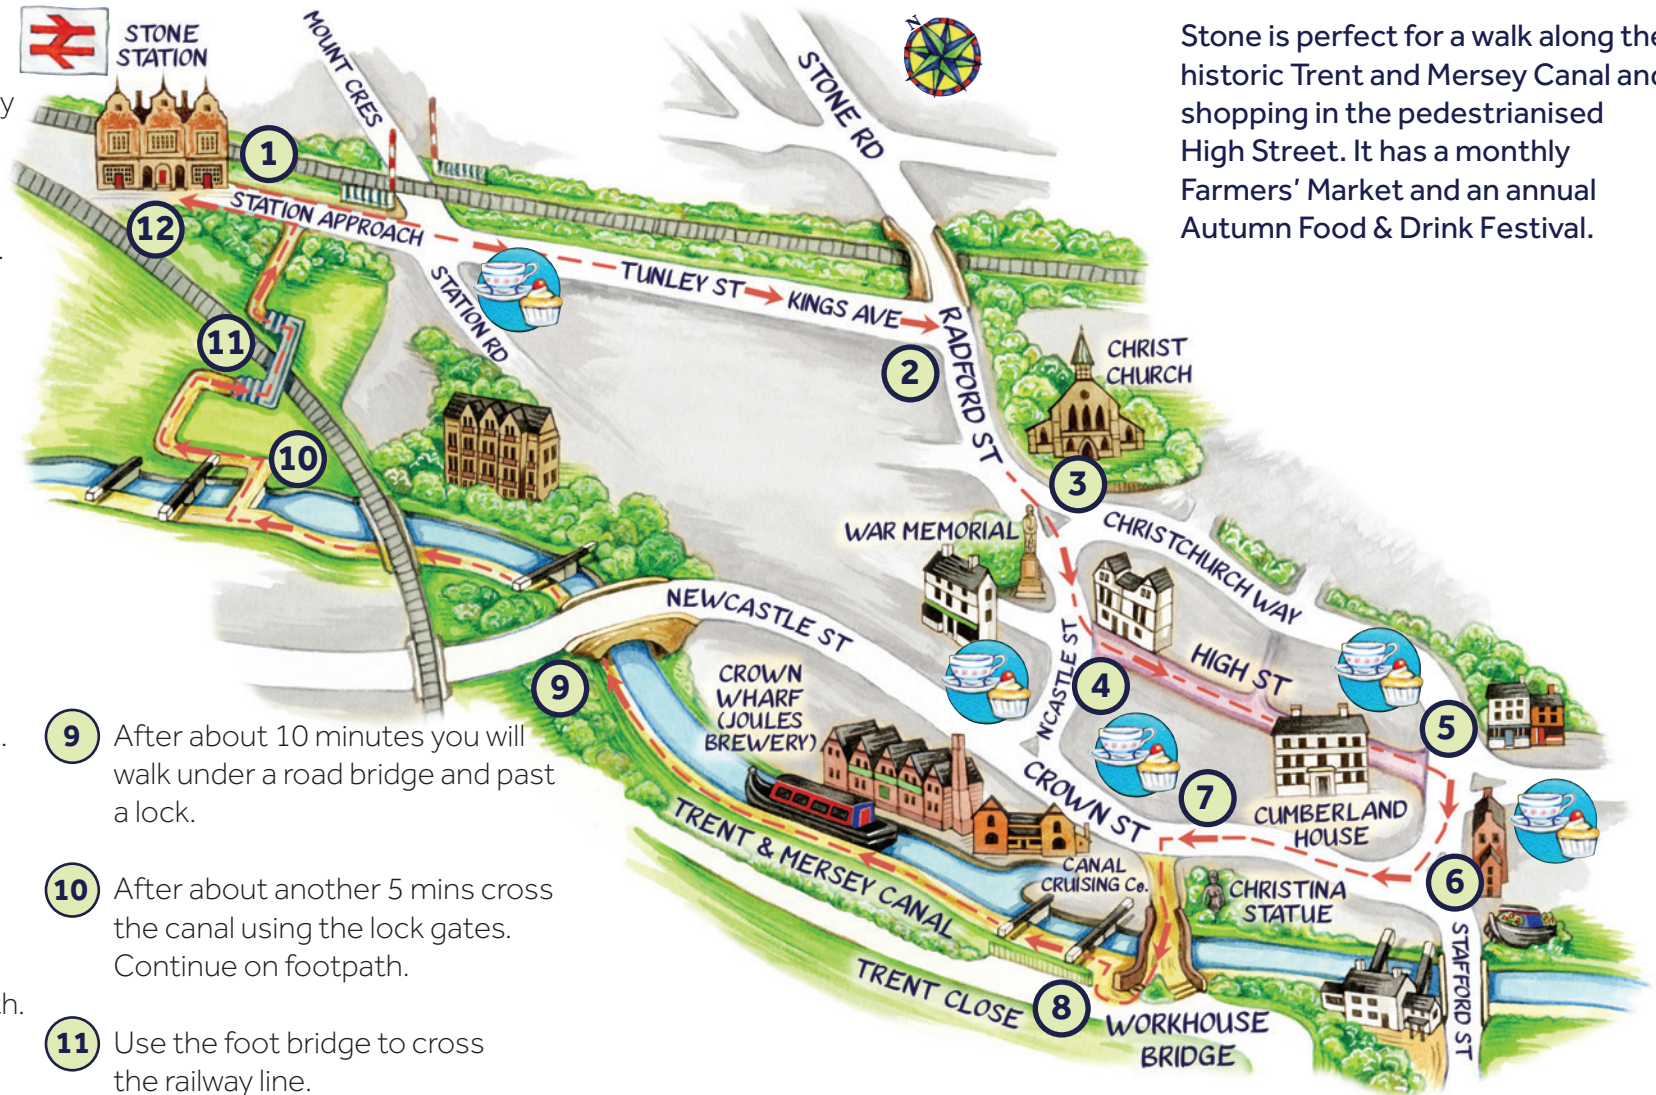 STONE
STATION
MOUNT CRES
N
STONE RD
Stone is perfect for a walk along the
historic Trent and Mersey Canal and
shopping in the pedestrianised
High Street. It has a monthly
Farmers' Market and an annual
Autumn Food & Drink Festival.
y
1
STATION APPROACH
12
.
STATION RD
TUNLEY ST
KINGS AVE
RADFORD ST
2
CHRIST
CHURCH
11
10
3
WAR MEMORIAL
CHRISTCHURCH WAY
NEWCASTLE ST
N'CASTLE ST
HIGH ST
4
9
CROWN
WHARF
(JOULES
BREWERY)
5
CROWN ST
7
CUMBERLAND
HOUSE
TRENT & MERSEY CANAL
CANAL
CRUISING Co.
CHRISTINA
STATUE
6
STAFFORD ST
TRENT CLOSE
8
WORKHOUSE
BRIDGE
.
9 After about 10 minutes you will
walk under a road bridge and past
a lock.
10 After about another 5 mins cross
the canal using the lock gates.
Continue on footpath.
th.
11 Use the foot bridge to cross
the railway line.